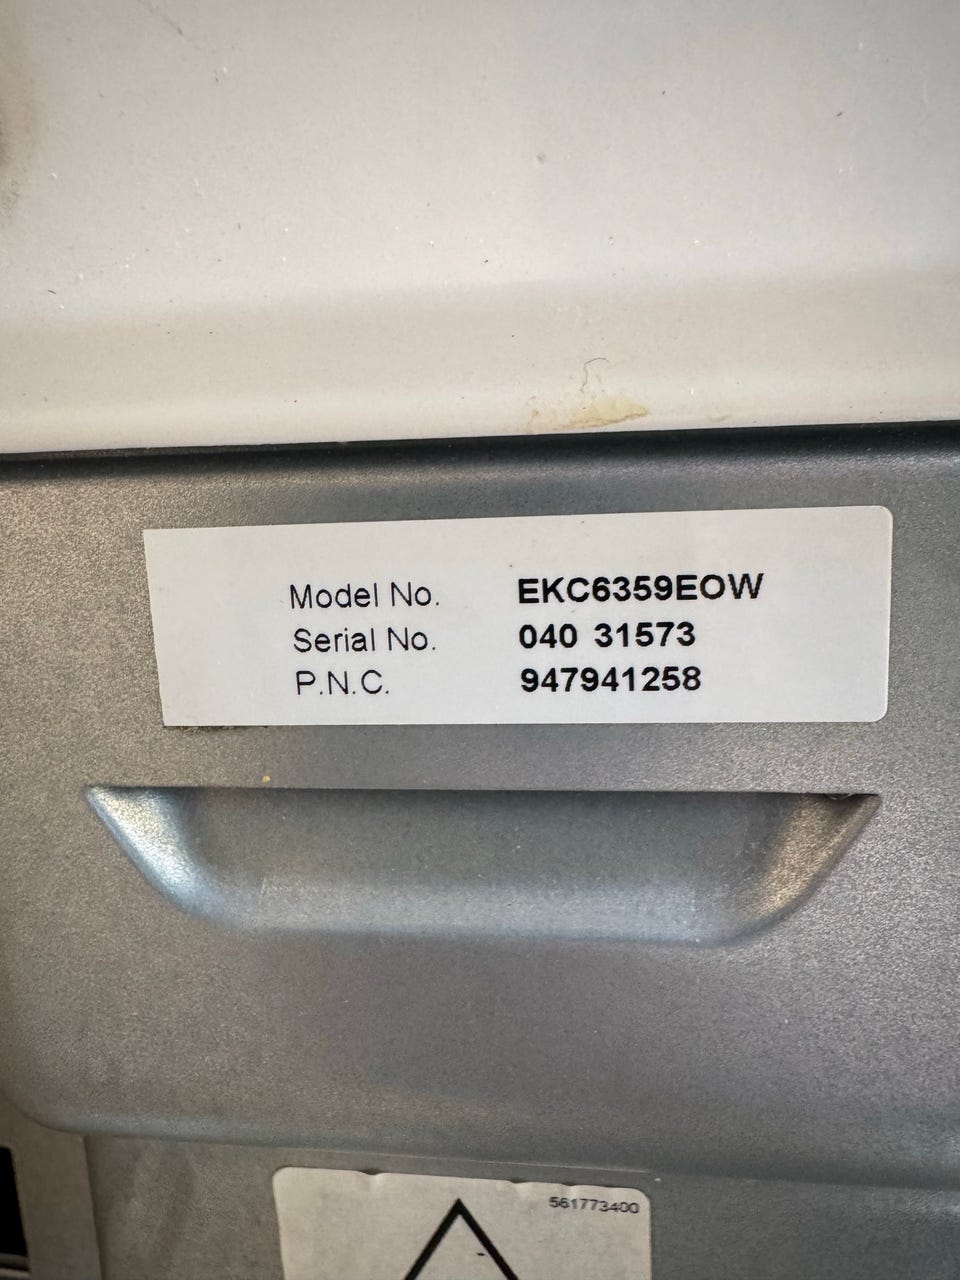 Model No. EKC6359EOW
Serial No. 040 31573
P.N.C. 947941258
561773400